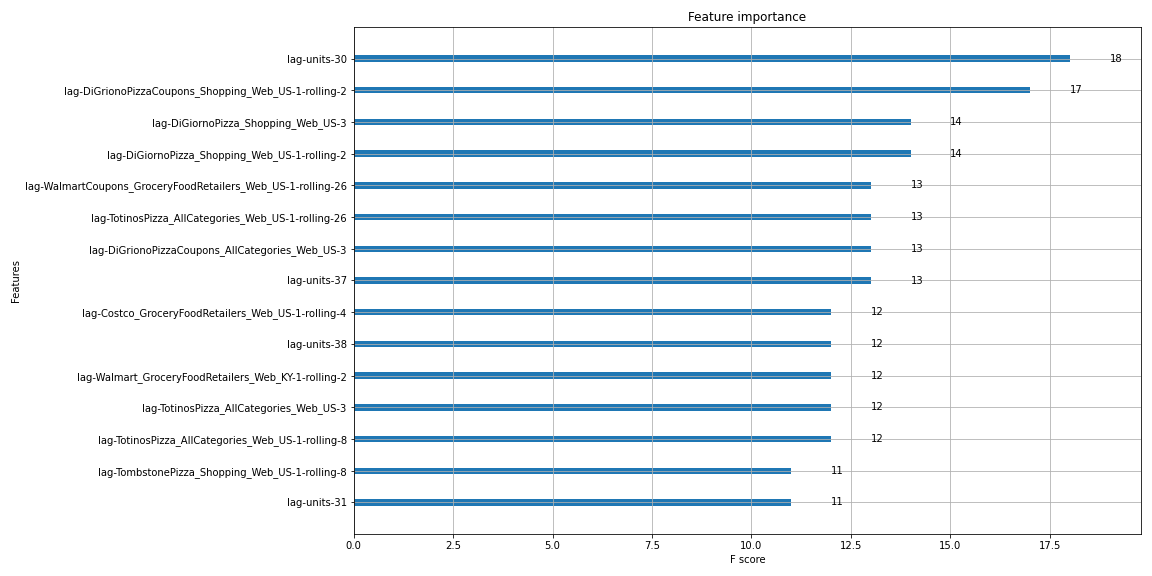 Feature importance
Features
lag-units-30 18
lag-DiGrionoPizzaCoupons_Shopping_Web_US-1-rolling-2 17
lag-DiGiornoPizza_Shopping_Web_US-3 14
lag-DiGiornoPizza_Shopping_Web_US-1-rolling-2 14
lag-WalmartCoupons_GroceryFoodRetailers_Web_US-1-rolling-26 13
lag-TotinosPizza_AllCategories_Web_US-1-rolling-26 13
lag-DiGrionoPizzaCoupons_AllCategories_Web_US-3 13
lag-units-37 13
lag-Costco_GroceryFoodRetailers_Web_US-1-rolling-4 12
lag-units-38 12
lag-Walmart_GroceryFoodRetailers_Web_KY-1-rolling-2 12
lag-TotinosPizza_AllCategories_Web_US-3 12
lag-TotinosPizza_AllCategories_Web_US-1-rolling-8 12
lag-TombstonePizza_Shopping_Web_US-1-rolling-8 11
lag-units-31 11
0.0 2.5 5.0 7.5 10.0 12.5 15.0 17.5
F score